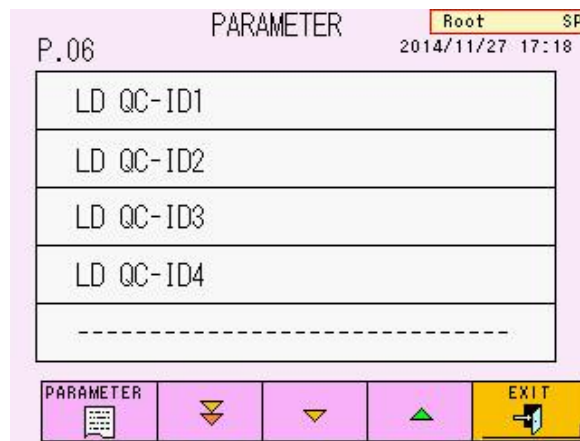 PARAMETER
Root SP
P.06
2014/11/27 17:18
LD QC-ID1
LD QC-ID2
LD QC-ID3
LD QC-ID4
------------------------------
PARAMETER
EXIT